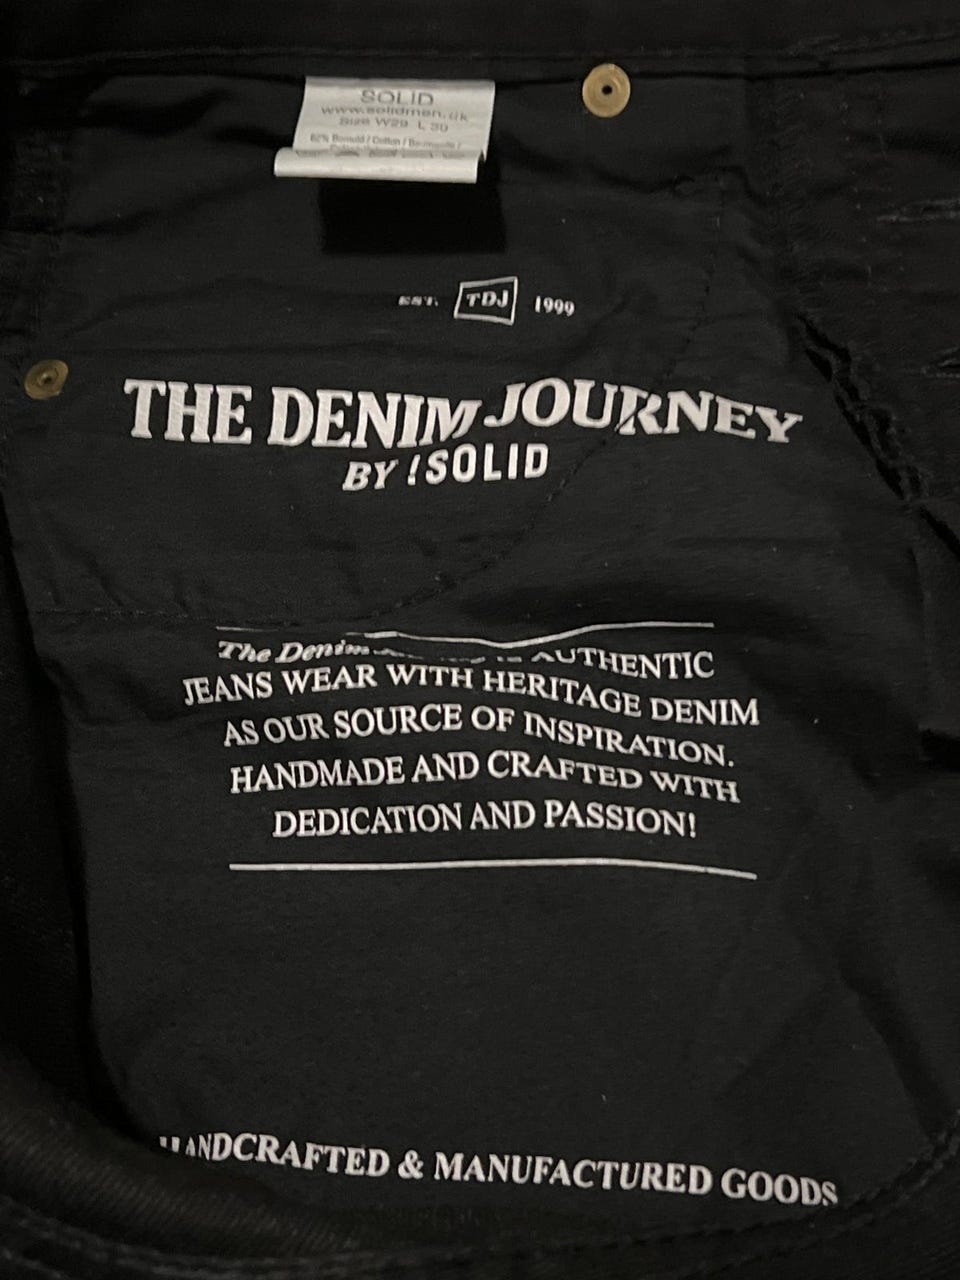 SOLID
www.solidmen.dk
Size W29 L 30
EST. TDJ 1999
THE DENIM JOURNEY
BY !SOLID
The Denim AUTHENTIC
JEANS WEAR WITH HERITAGE DENIM
AS OUR SOURCE OF INSPIRATION.
HANDMADE AND CRAFTED WITH
DEDICATION AND PASSION!
HANDCRAFTED & MANUFACTURED GOODS